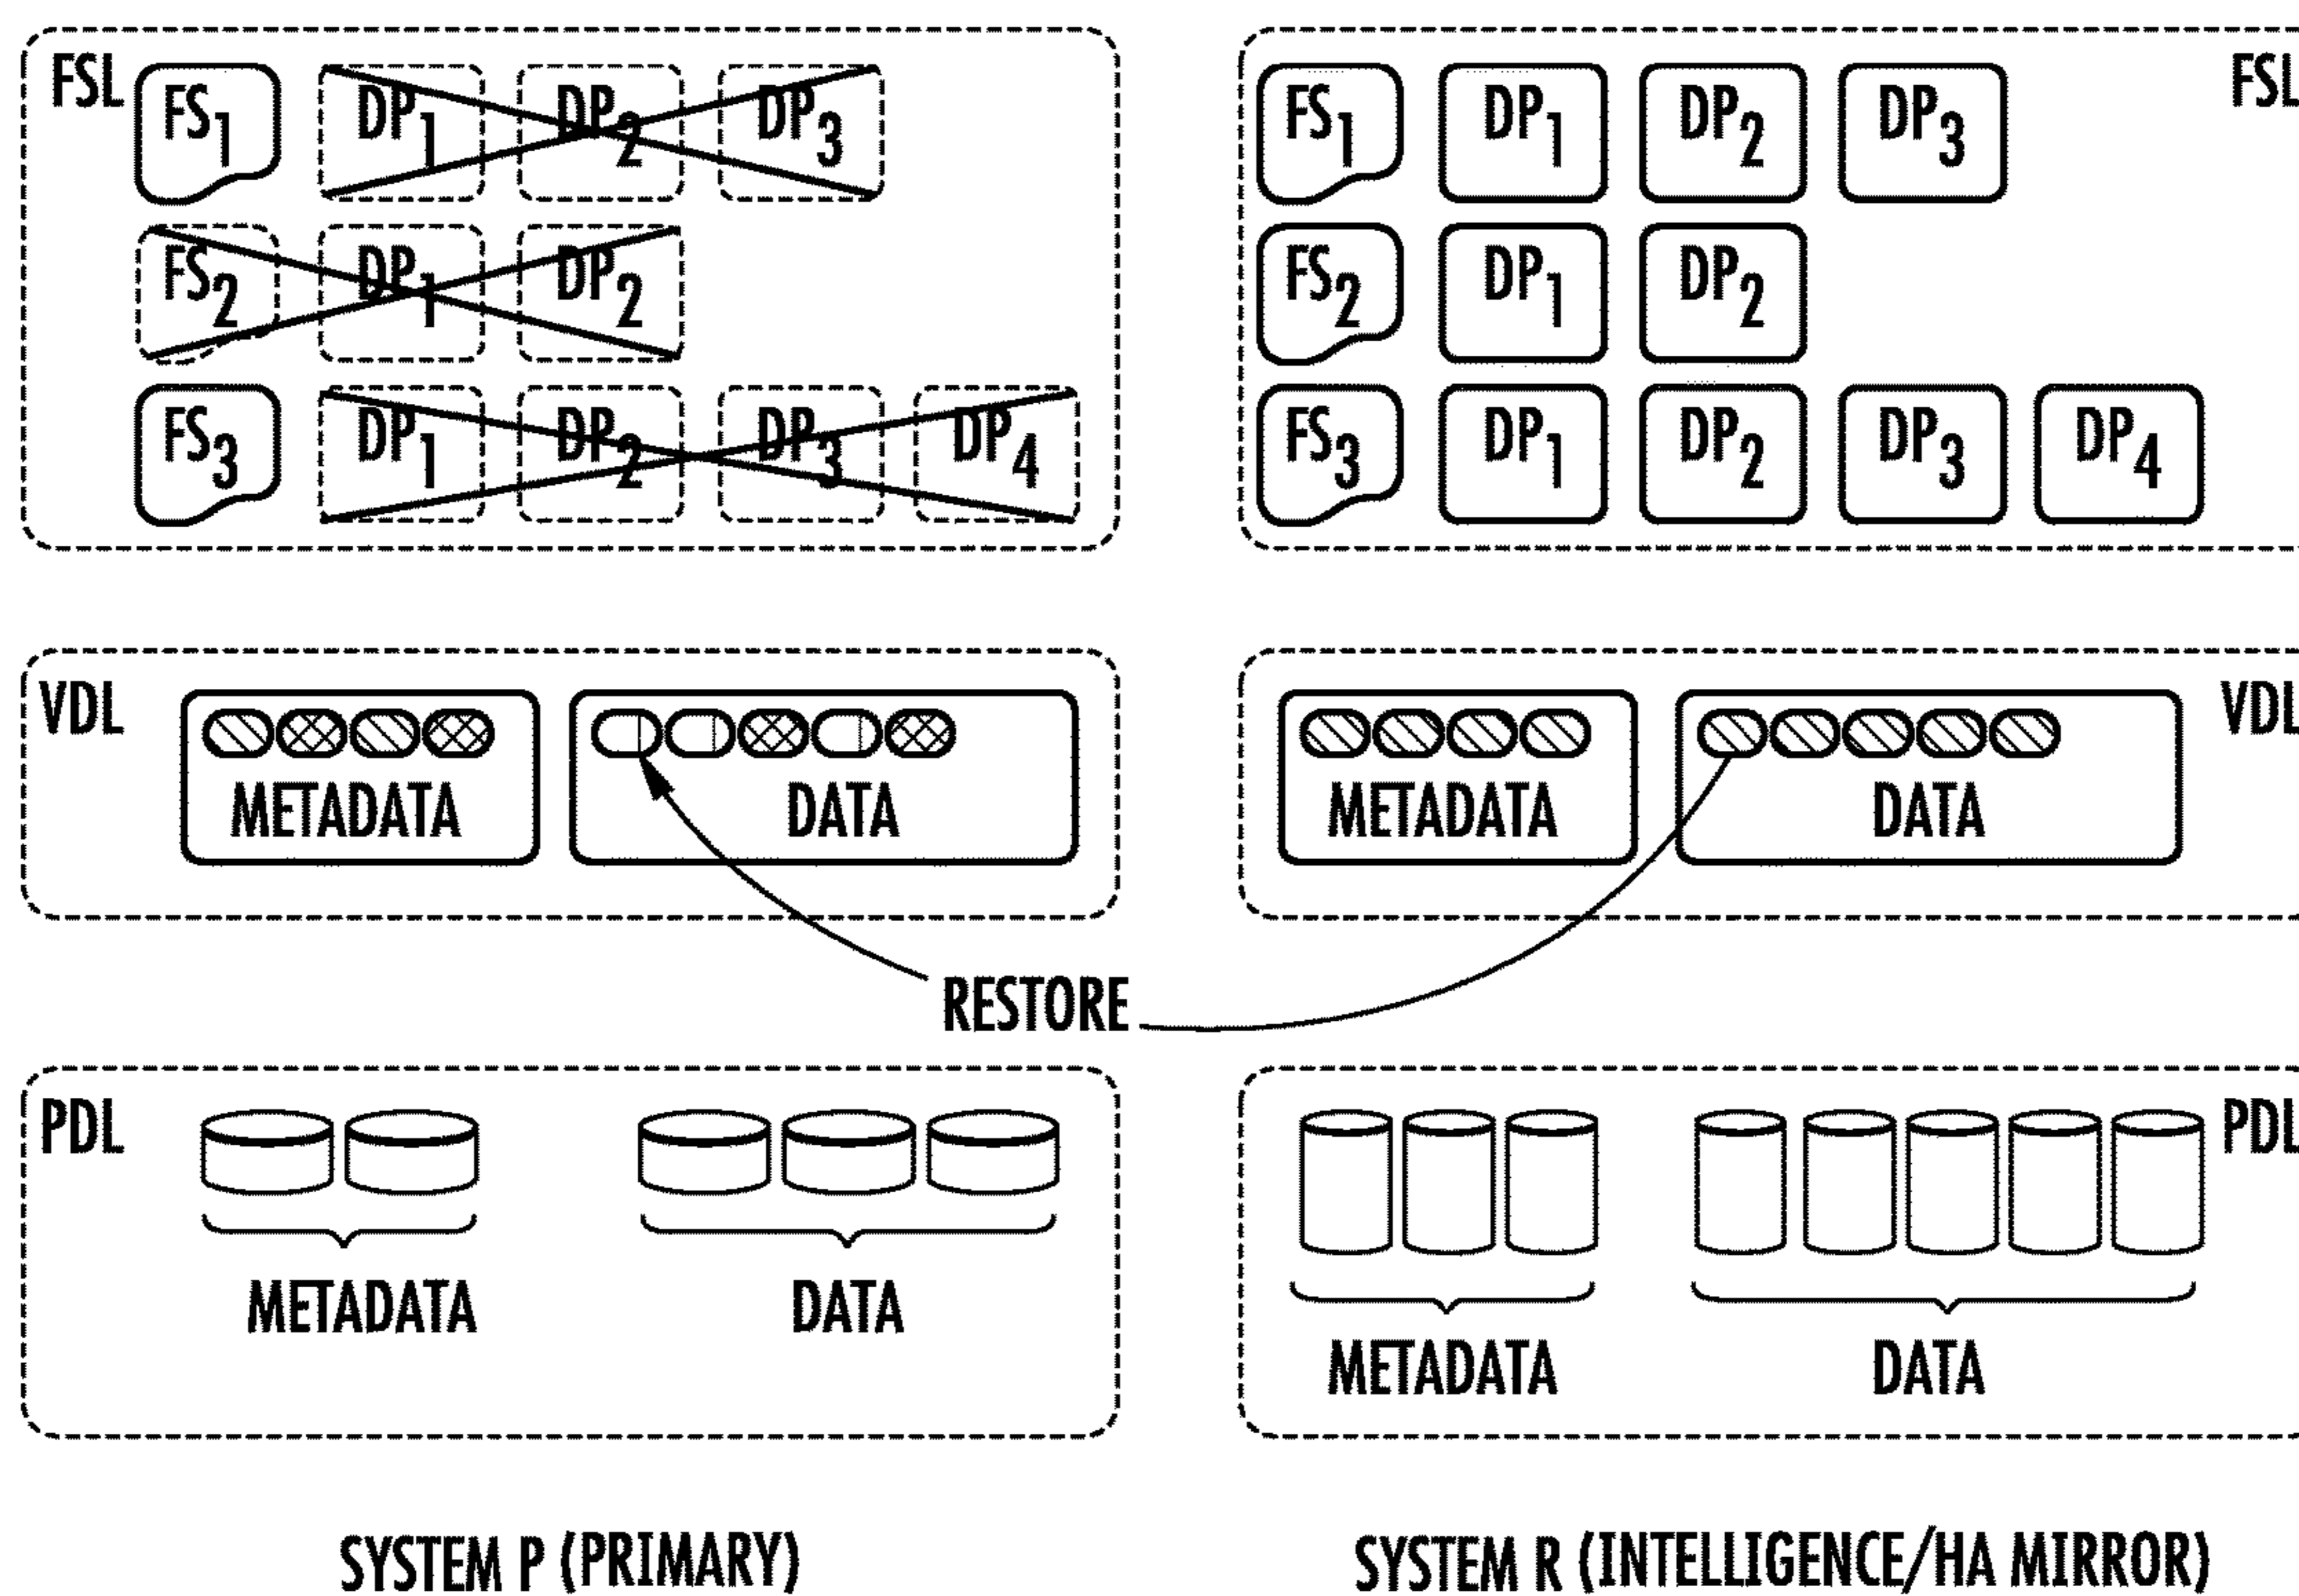 FSL FS1 DP1 DP2 DP3
FS2 DP1 DP2
FS3 DP1 DP2 DP3 DP4
FS1 DP1 DP2 DP3 FSL
FS2 DP1 DP2
FS3 DP1 DP2 DP3 DP4
VDL
METADATA DATA
VDL
METADATA DATA
RESTORE
PDL
METADATA DATA
PDL
METADATA DATA
SYSTEM P (PRIMARY)
SYSTEM R (INTELLIGENCE/HA MIRROR)